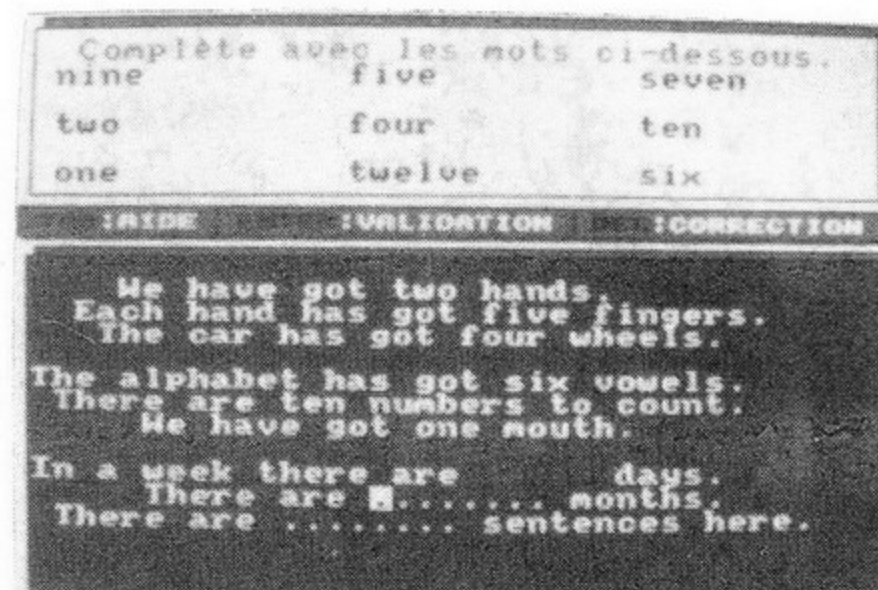 Complète avec les mots ci-dessous.
nine five seven
two four ten
one twelve six
:AIDE :VALIDATION :CORRECTION
We have got two hands.
Each hand has got five fingers.
The car has got four wheels.
The alphabet has got six vowels.
There are ten numbers to count.
We have got one mouth.
In a week there are days.
There are ........ months.
There are ........ sentences here.